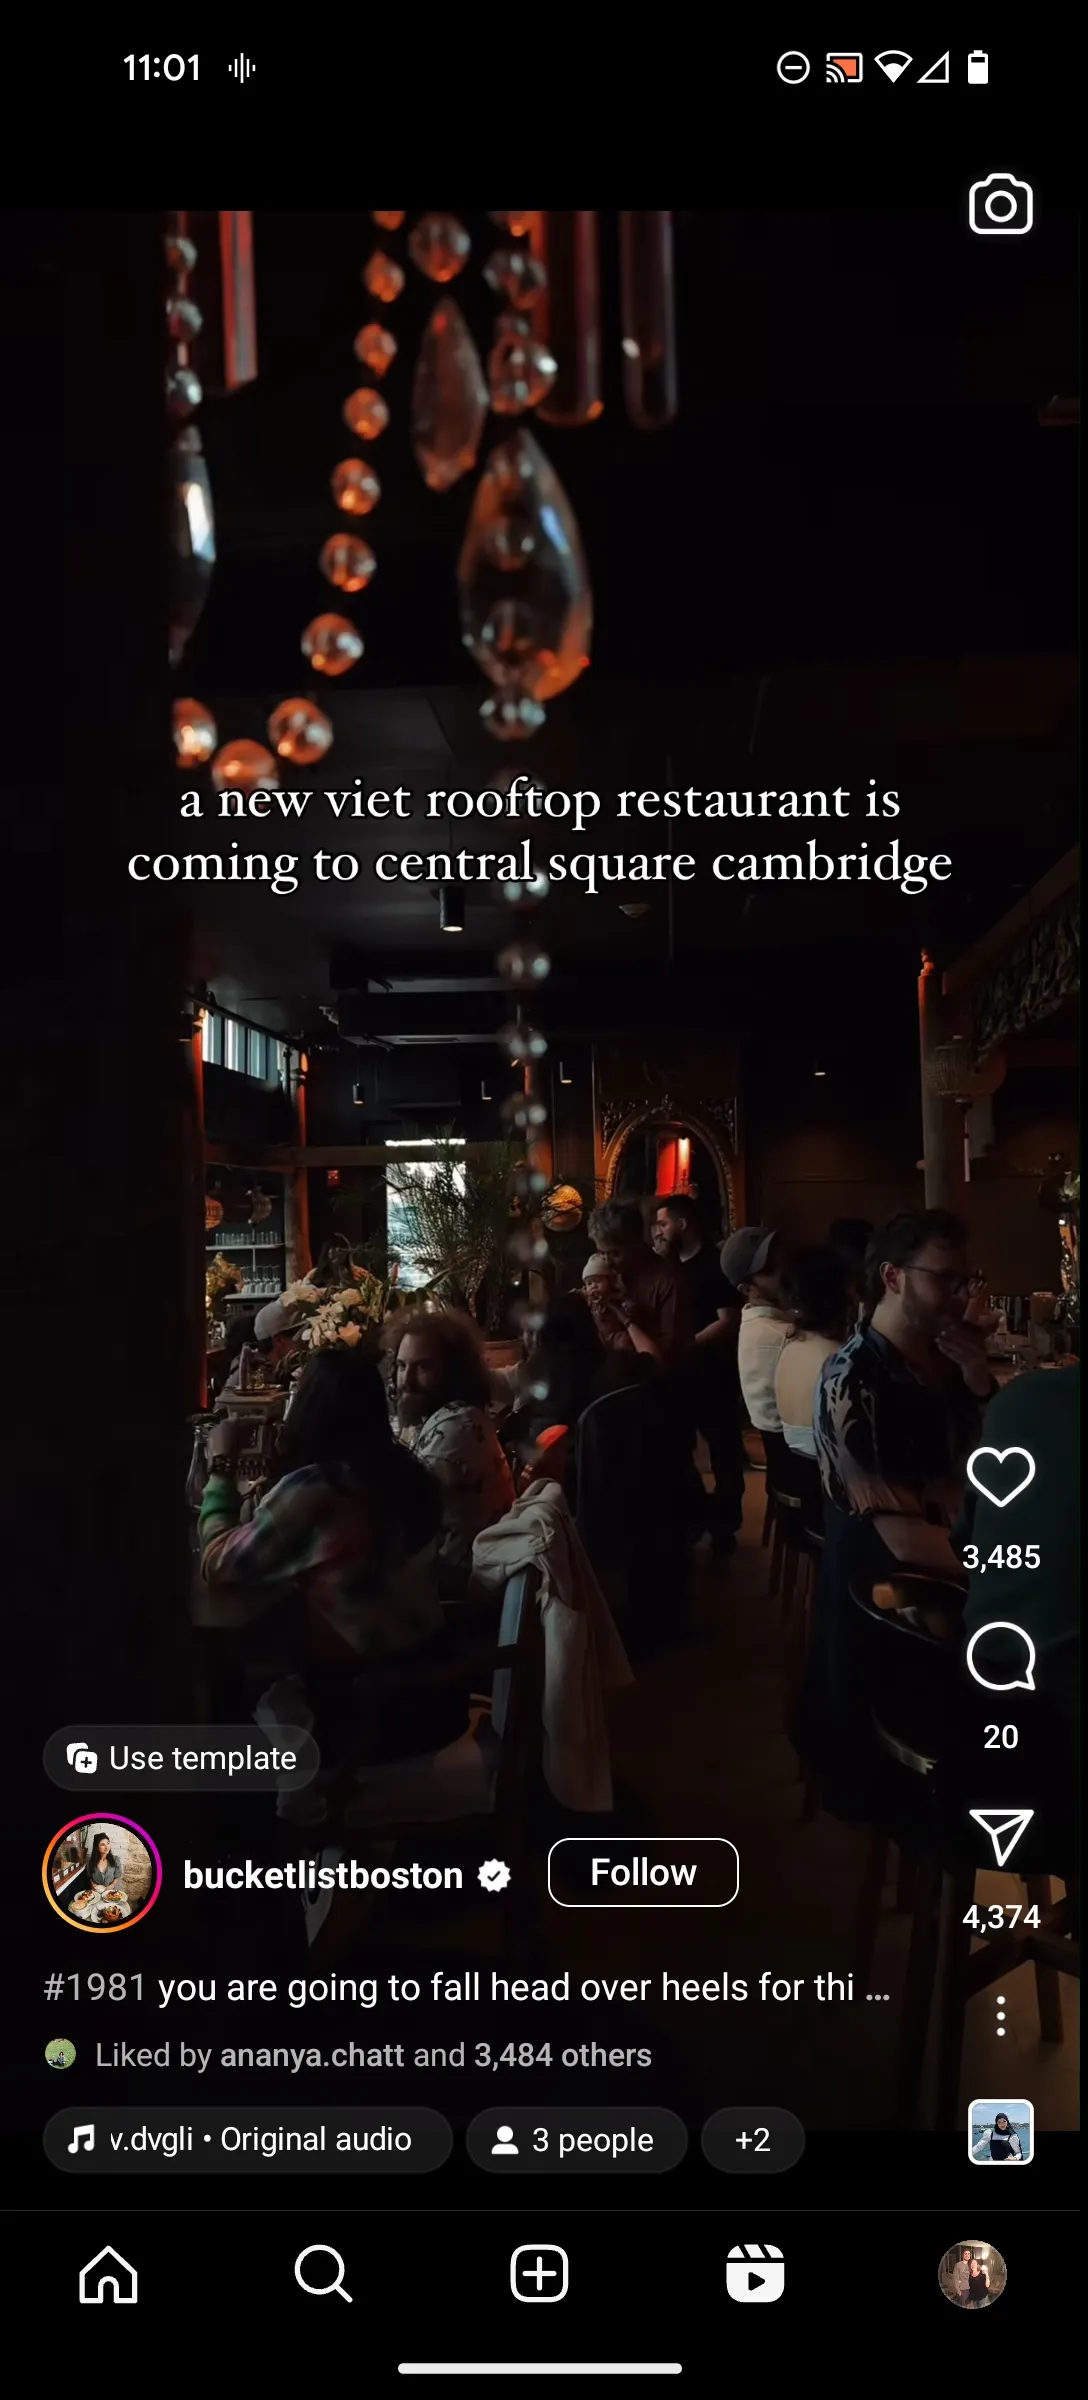 11:01
a new viet rooftop restaurant is
coming to central square cambridge
3,485
20
Use template
bucketlistboston
Follow
4,374
#1981 you are going to fall head over heels for thi ...
Liked by ananya.chatt and 3,484 others
v.dvgli • Original audio
3 people
+2